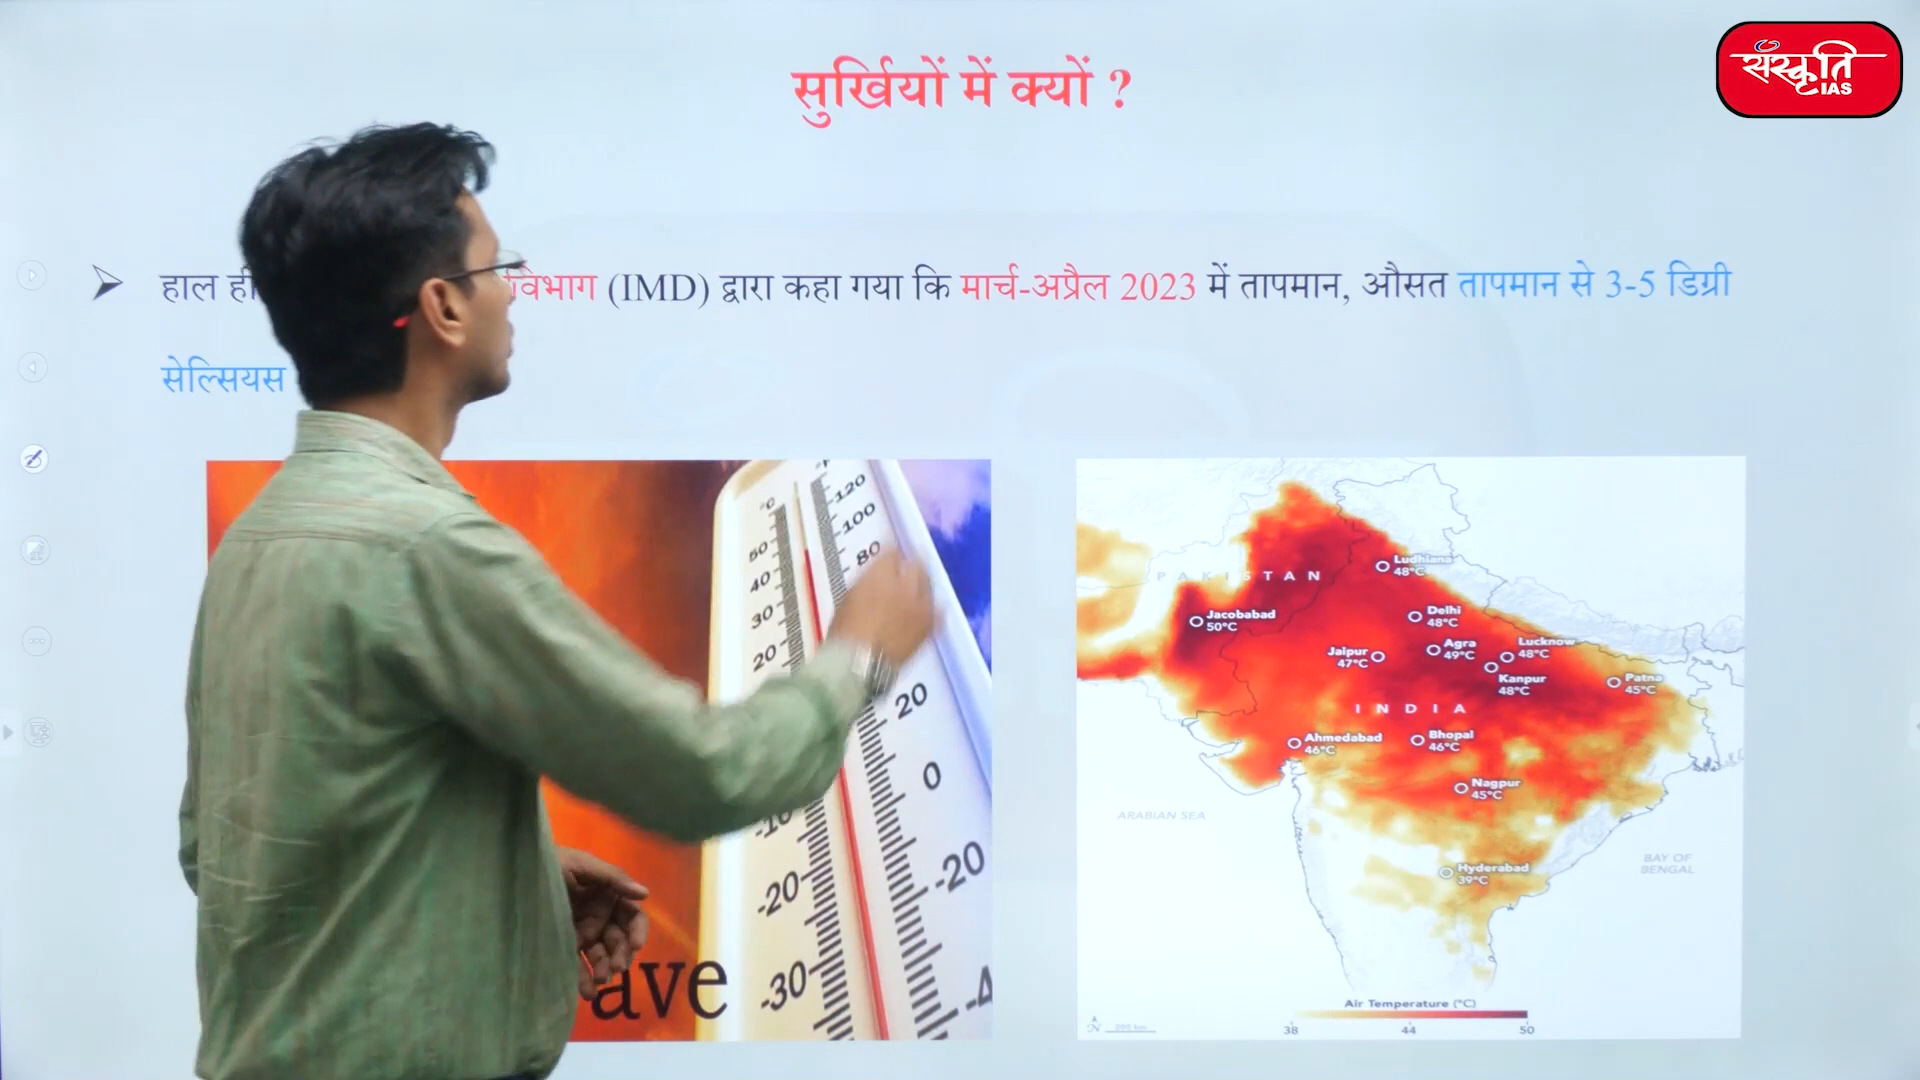 सुर्खियों में क्यों ?
संस्कृति
IAS
हाल ही विभाग (IMD) द्वारा कहा गया कि मार्च-अप्रैल 2023 में तापमान, औसत तापमान से 3-5 डिग्री
सेल्सियस
°C °F
120
100
50 80
40
30
20
20
0
-10
-20 -20
-30
ave
PAKISTAN
Ludhiana
48°C
Jacobabad
50°C
Delhi
48°C
Agra
49°C
Lucknow
48°C
Jaipur
47°C
Kanpur
48°C
Patna
45°C
INDIA
Ahmedabad
46°C
Bhopal
46°C
Nagpur
45°C
ARABIAN SEA
Hyderabad
39°C
BAY OF
BENGAL
Air Temperature (°C)
38 44 50
N 200 km